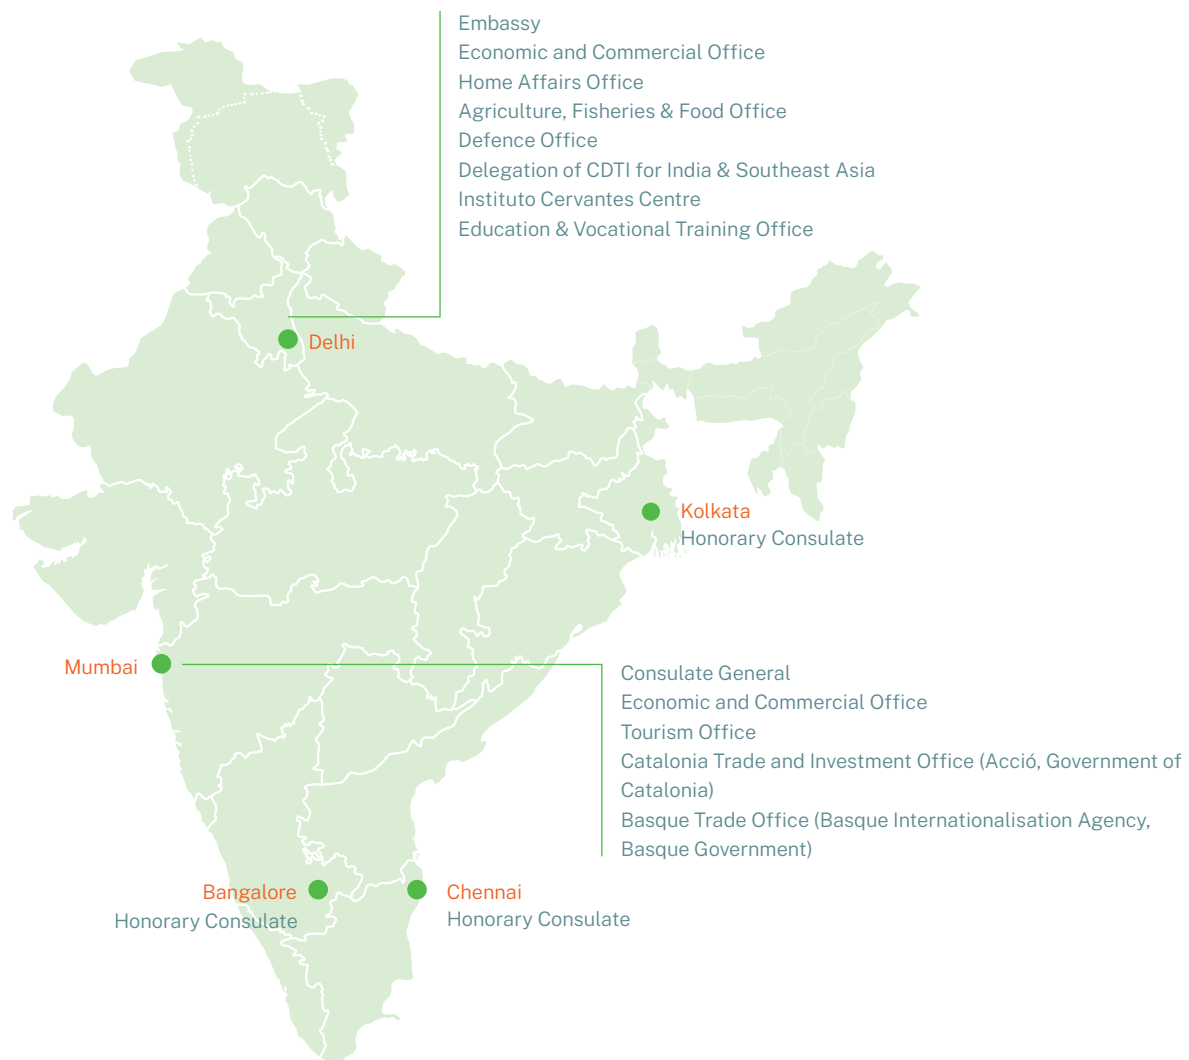 Embassy
Economic and Commercial Office
Home Affairs Office
Agriculture, Fisheries & Food Office
Defence Office
Delegation of CDTI for India & Southeast Asia
Instituto Cervantes Centre
Education & Vocational Training Office
Delhi
Kolkata
Honorary Consulate
Mumbai
Consulate General
Economic and Commercial Office
Tourism Office
Catalonia Trade and Investment Office (Acció, Government of
Catalonia)
Basque Trade Office (Basque Internationalisation Agency,
Basque Government)
Bangalore
Honorary Consulate
Chennai
Honorary Consulate